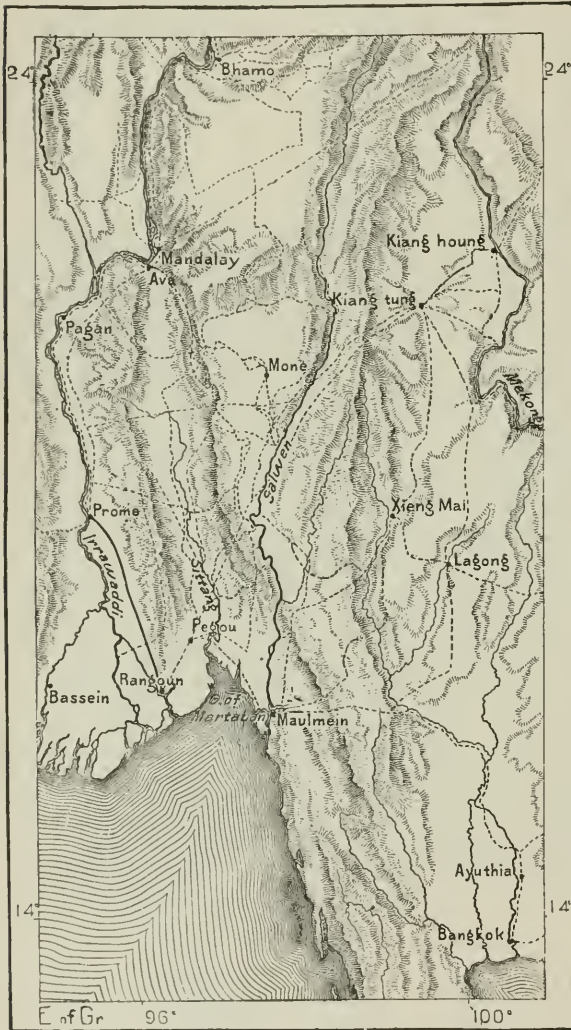 24°
24°
Bhamo
Kiang houng
Mandalay
Ava
Kiang tung
Pagan
Mone
Mekong
Salwen
Xieng Mai
Prome
Irrawaddi
Lagong
Sittang
Pegou
Bassein
Rangoun
G. of
Martaban
Maulmein
Ayuthia
14°
14°
Bangkok
E of Gr 96° 100°